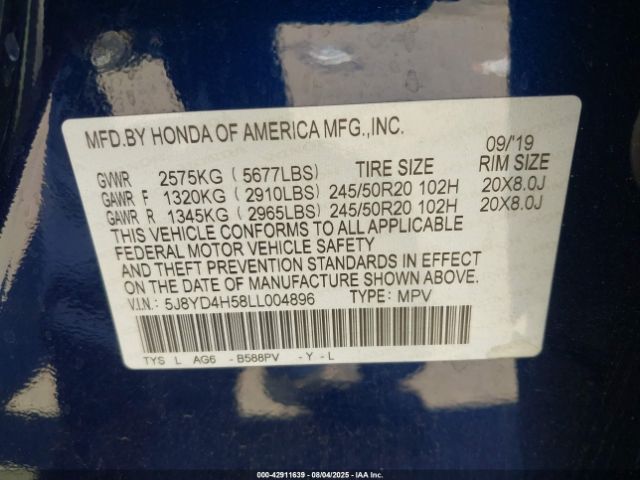 MFD.BY HONDA OF AMERICA MFG.,INC.
09/'19
GVWR 2575KG ( 5677LBS) TIRE SIZE RIM SIZE
GAWR F 1320KG ( 2910LBS) 245/50R20 102H 20X8.0J
GAWR R 1345KG ( 2965LBS) 245/50R20 102H 20X8.0J
THIS VEHICLE CONFORMS TO ALL APPLICABLE
FEDERAL MOTOR VEHICLE SAFETY
AND THEFT PREVENTION STANDARDS IN EFFECT
ON THE DATE OF MANUFACTURE SHOWN ABOVE.
V.I.N.: 5J8YD4H58LL004896 TYPE: MPV
TYS L AG6 -B588PV -Y-L
000-42911639 - 08/04/2025 - IAA Inc.